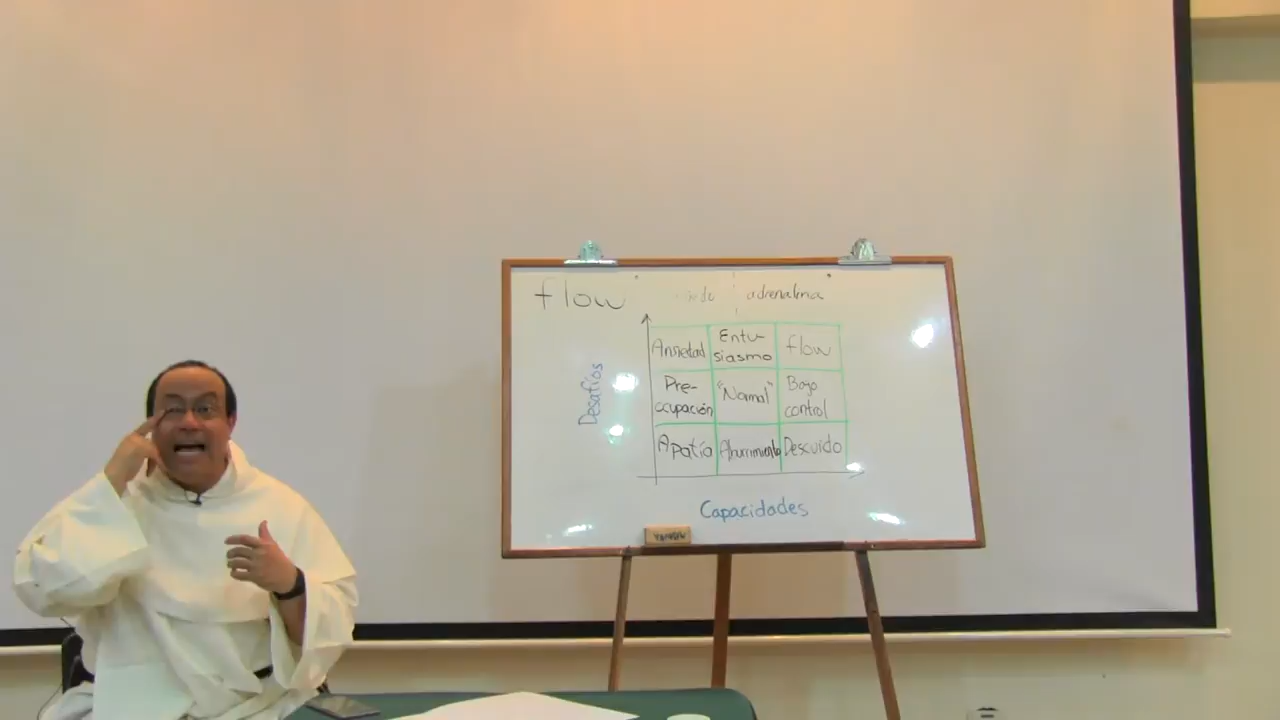 flow
adrenalina
Ansiedad
Entu-
siasmo
flow
Desafíos
Pre-
ocupación
"Normal"
Bajo
control
Apatía
Aburrimiento
Descuido
Capacidades